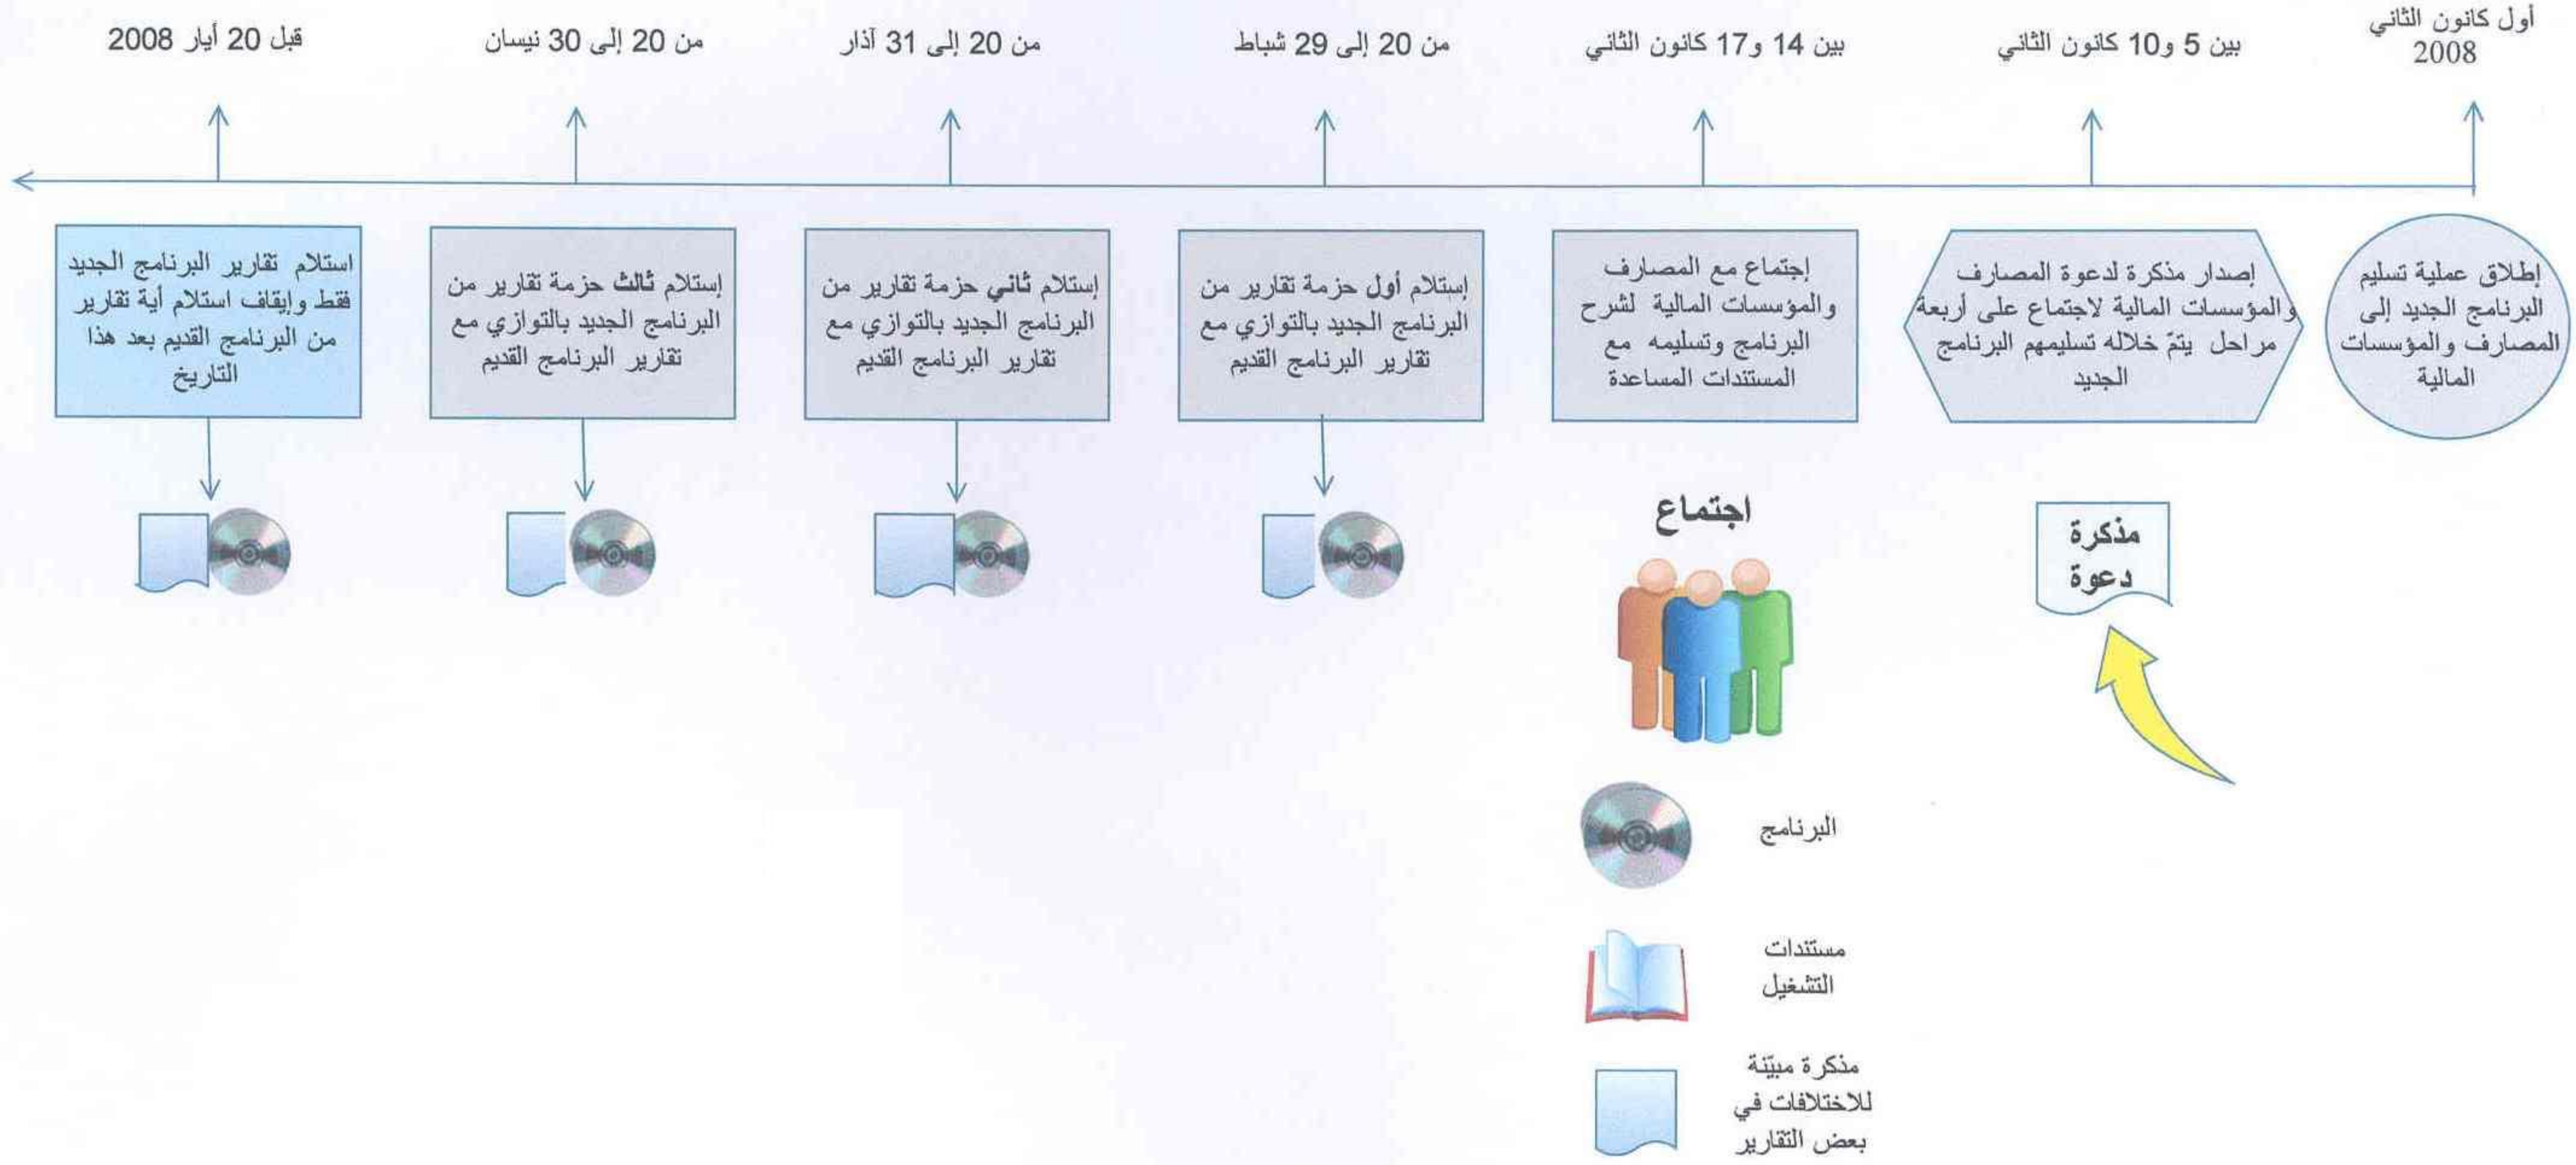 أول كانون الثاني
2008
بين 5 و10 كانون الثاني
بين 14 و17 كانون الثاني
من 20 إلى 29 شباط
من 20 إلى 31 آذار
من 20 إلى 30 نيسان
قبل 20 أيار 2008
إطلاق عملية تسليم
البرنامج الجديد إلى
المصارف والمؤسسات
المالية
إصدار مذكرة لدعوة المصارف
والمؤسسات المالية لاجتماع على أربعة
مراحل يتمّ خلاله تسليمهم البرنامج
الجديد
إجتماع مع المصارف
والمؤسسات المالية لشرح
البرنامج وتسليمه مع
المستندات المساعدة
إستلام أول حزمة تقارير من
البرنامج الجديد بالتوازي مع
تقارير البرنامج القديم
إستلام ثاني حزمة تقارير من
البرنامج الجديد بالتوازي مع
تقارير البرنامج القديم
إستلام ثالث حزمة تقارير من
البرنامج الجديد بالتوازي مع
تقارير البرنامج القديم
استلام تقارير البرنامج الجديد
فقط وإيقاف استلام أية تقارير
من البرنامج القديم بعد هذا
التاريخ
مذكرة
دعوة
اجتماع
البرنامج
مستندات
التشغيل
مذكرة مبيّنة
للاختلافات في
بعض التقارير